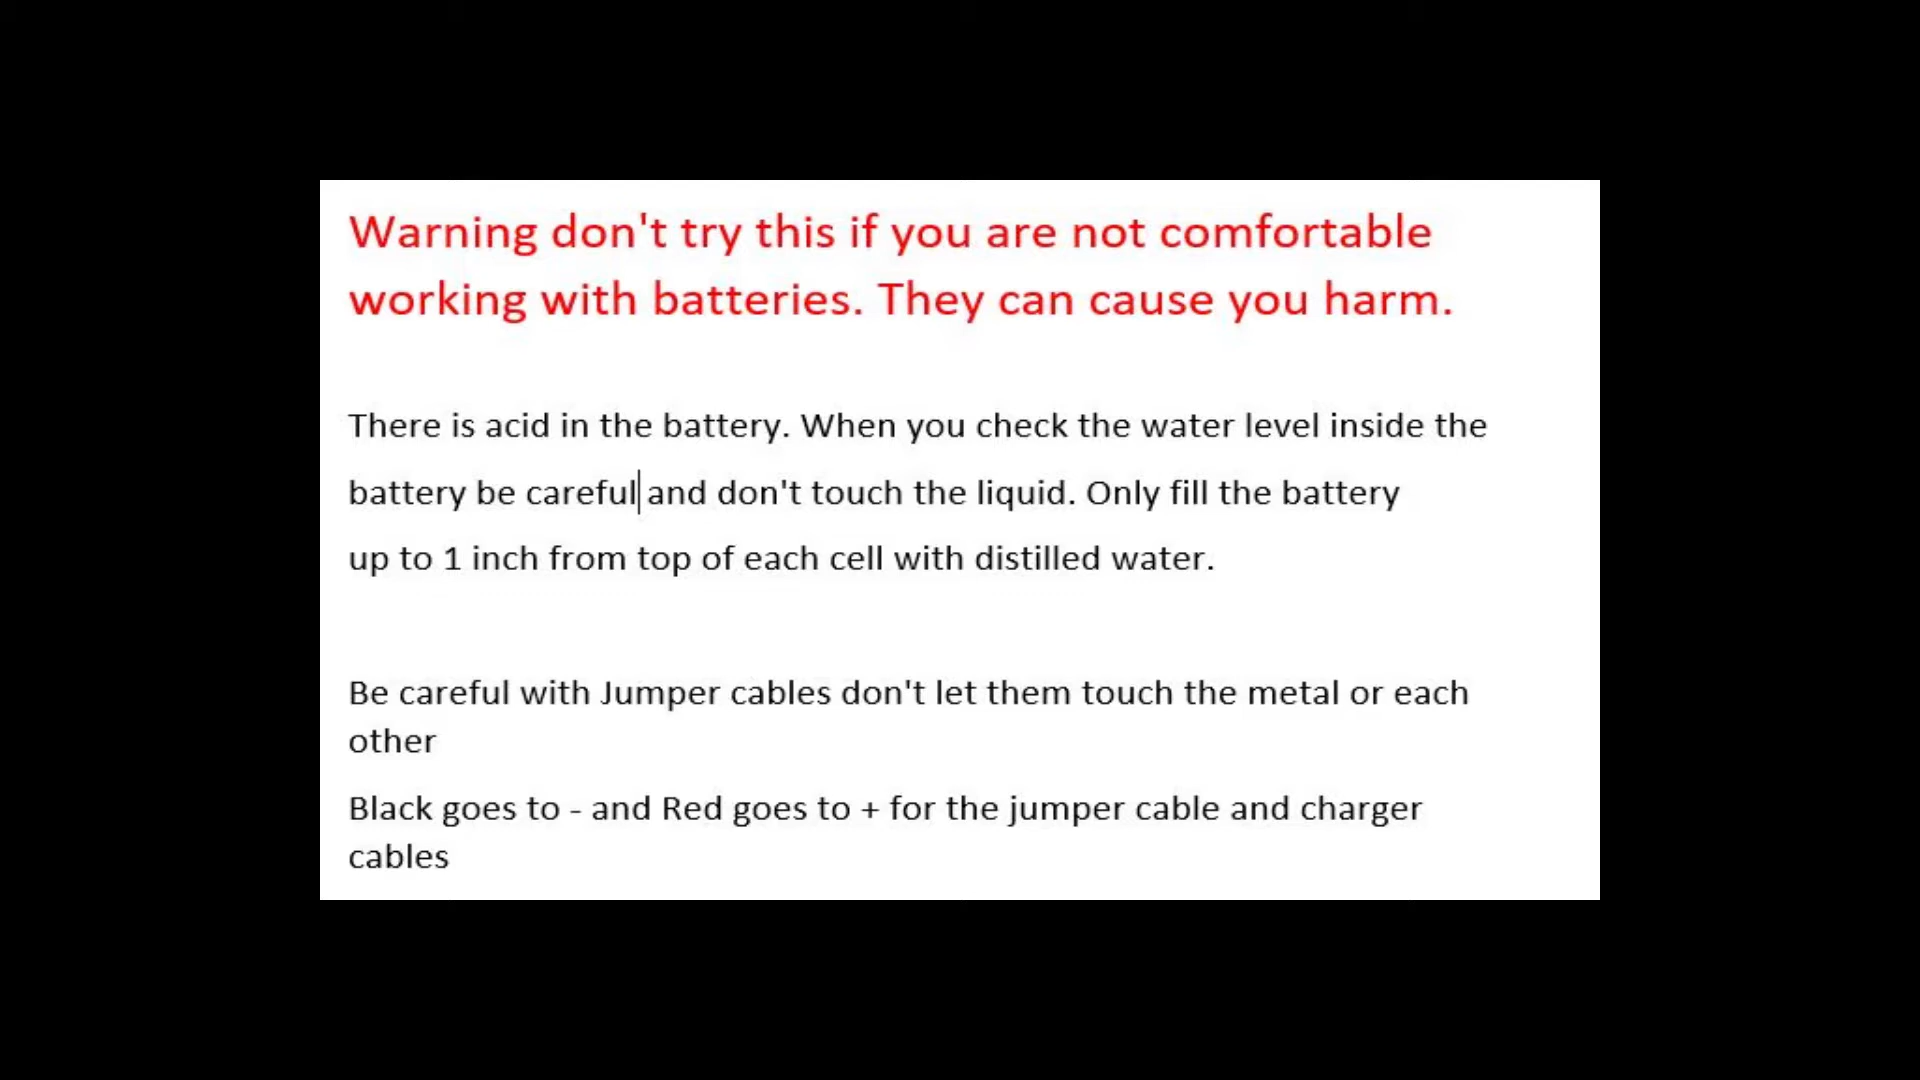 Warning don't try this if you are not comfortable
working with batteries. They can cause you harm.
There is acid in the battery. When you check the water level inside the
battery be careful and don't touch the liquid. Only fill the battery
up to 1 inch from top of each cell with distilled water.
Be careful with Jumper cables don't let them touch the metal or each
other
Black goes to - and Red goes to + for the jumper cable and charger
cables